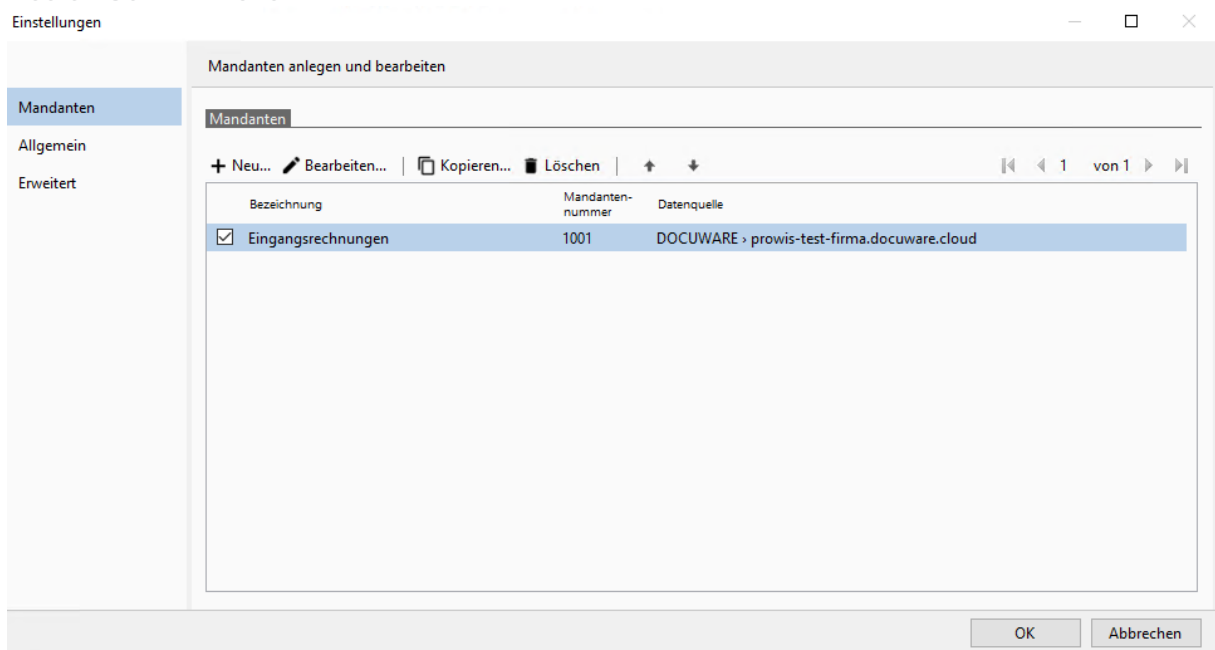 Einstellungen
Mandanten anlegen und bearbeiten
Mandanten
Allgemein
Erweitert
Mandanten
Neu... Bearbeiten... | Kopieren... Löschen | 1 von 1
Bezeichnung Mandanten-nummer Datenquelle
Eingangsrechnungen 1001 DOCUWARE › prowis-test-firma.docuware.cloud
OK Abbrechen